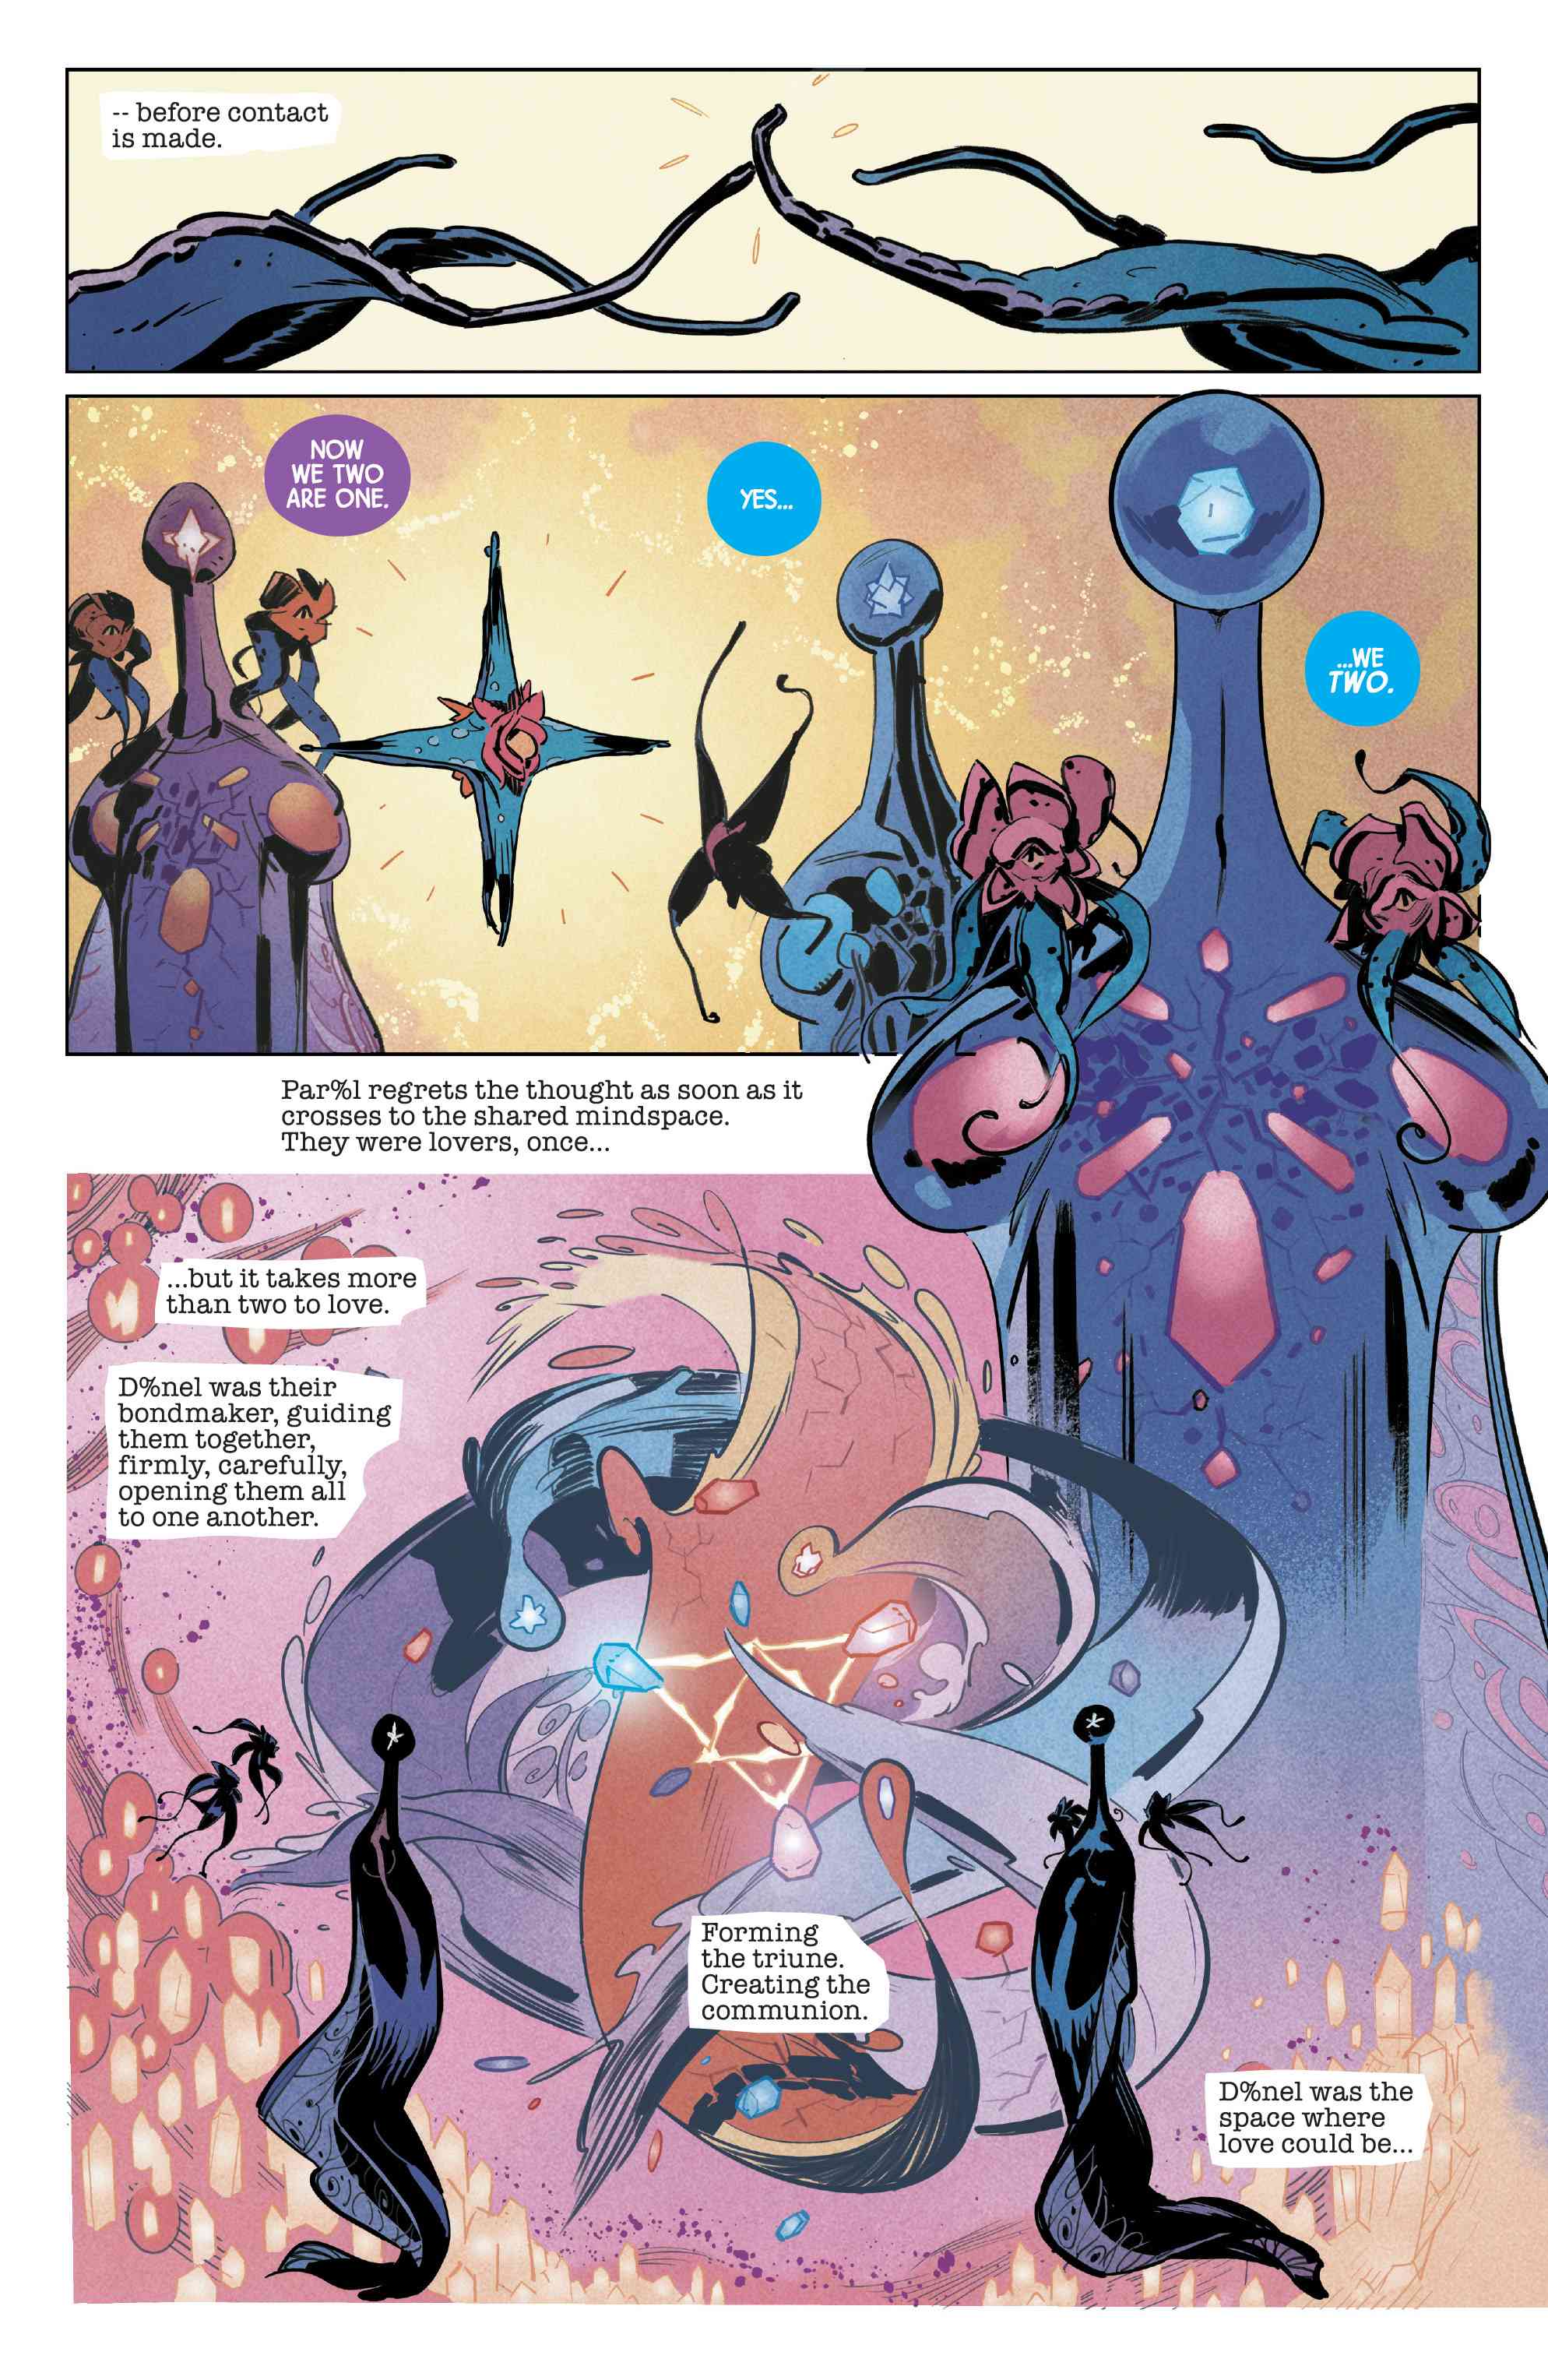 -- before contact
is made.
NOW
WE TWO
ARE ONE.
YES...
...WE
TWO.
Par%l regrets the thought as soon as it
crosses to the shared mindspace.
They were lovers, once...
...but it takes more
than two to love.
D%nel was their
bondmaker, guiding
them together,
firmly, carefully,
opening them all
to one another.
Forming
the triune.
Creating the
communion.
D%nel was the
space where
love could be...